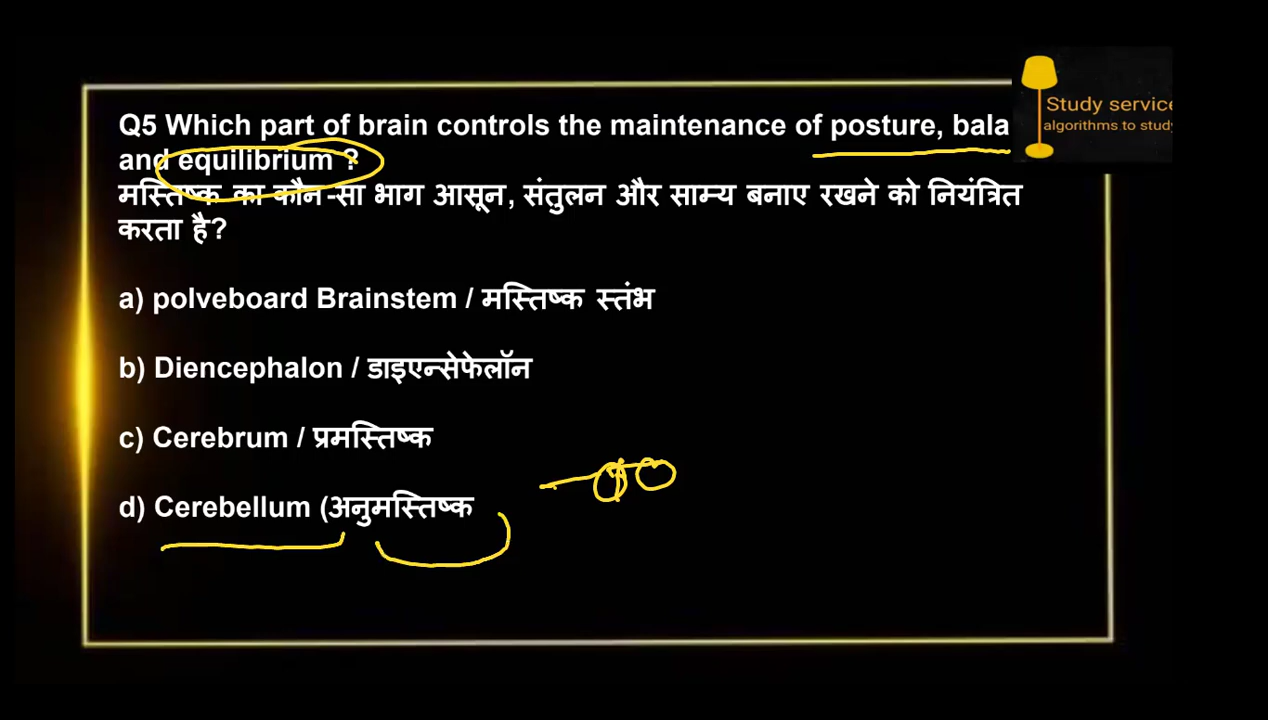 Q5 Which part of brain controls the maintenance of posture, bala
and equilibrium ?
मस्तिष्क का कौन-सा भाग आसून, संतुलन और साम्य बनाए रखने को नियंत्रित
करता है?
a) polveboard Brainstem / मस्तिष्क स्तंभ
b) Diencephalon / डाइएन्सेफेलॉन
c) Cerebrum / प्रमस्तिष्क
d) Cerebellum (अनुमस्तिष्क
Study service
algorithms to study